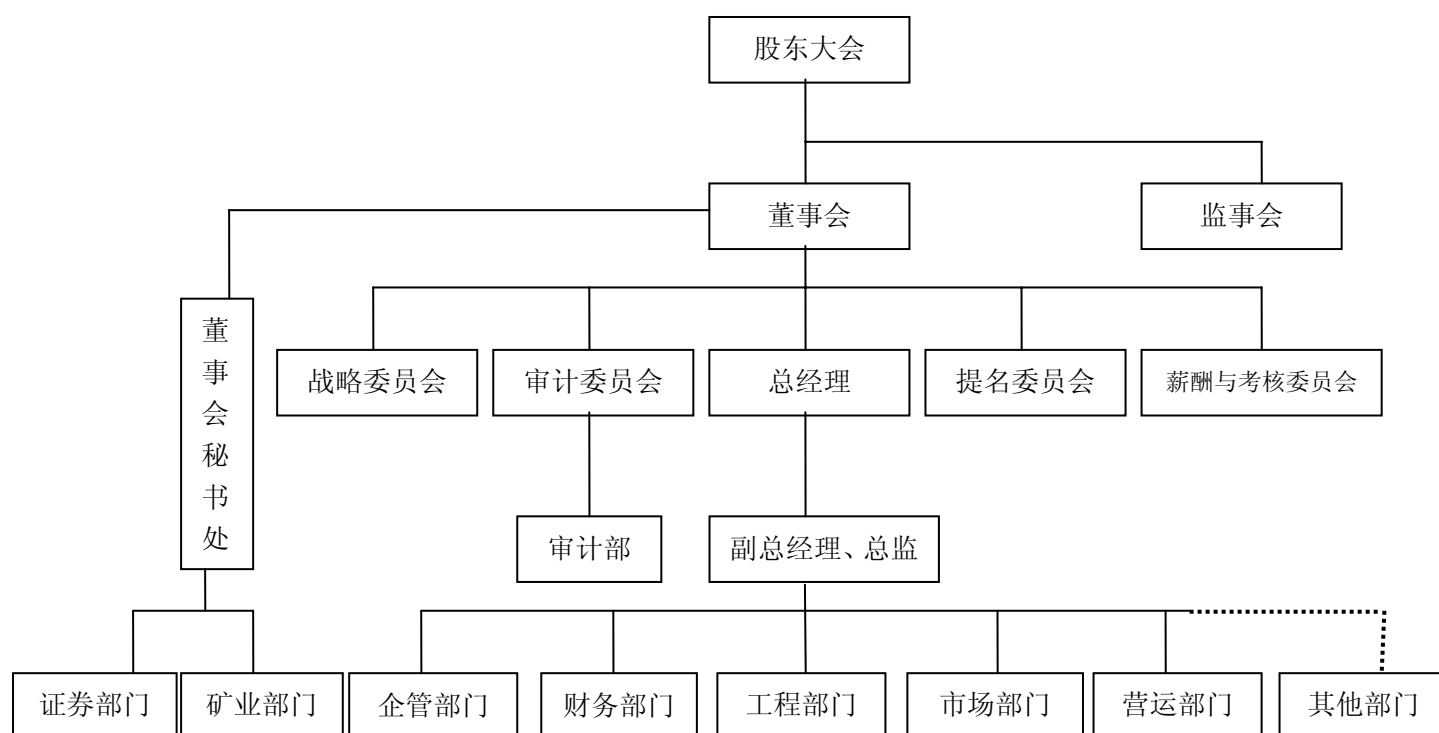 股东大会
董事会
监事会
董事会秘书处
战略委员会
审计委员会
总经理
提名委员会
薪酬与考核委员会
审计部
副总经理、总监
证券部门
矿业部门
企管部门
财务部门
工程部门
市场部门
营运部门
其他部门